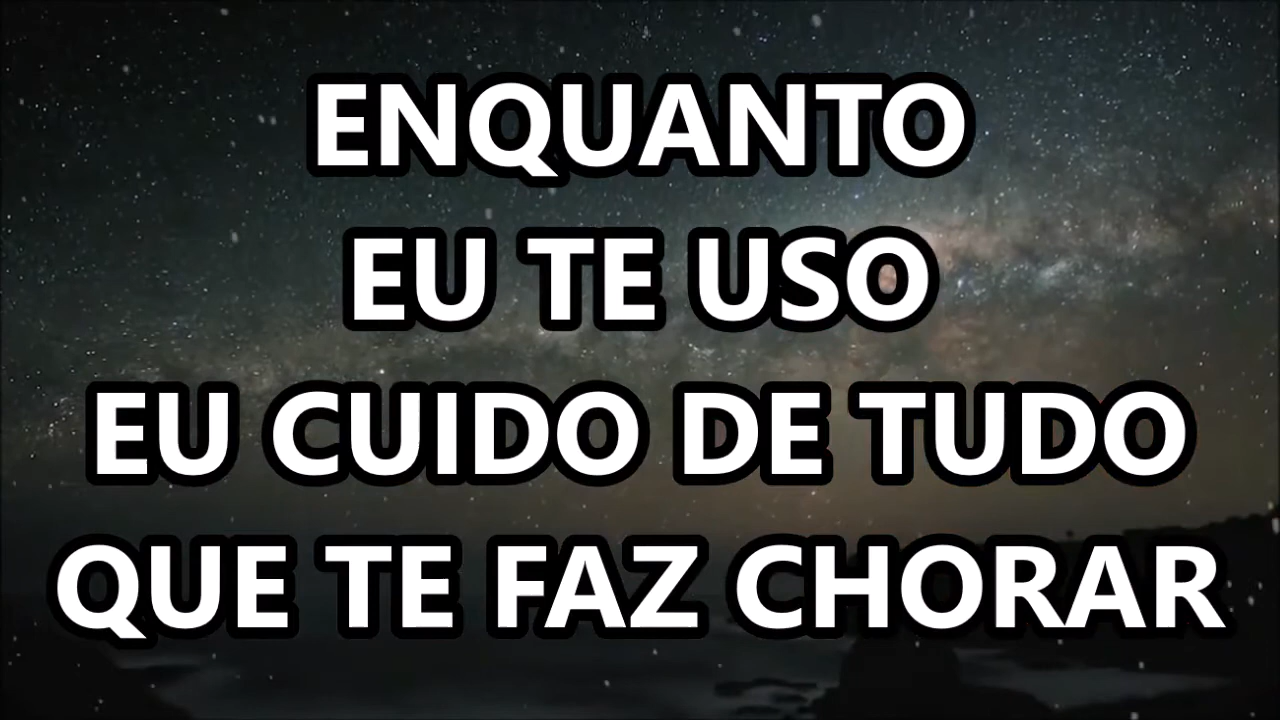 ENQUANTO
EU TE USO
EU CUIDO DE TUDO
QUE TE FAZ CHORAR